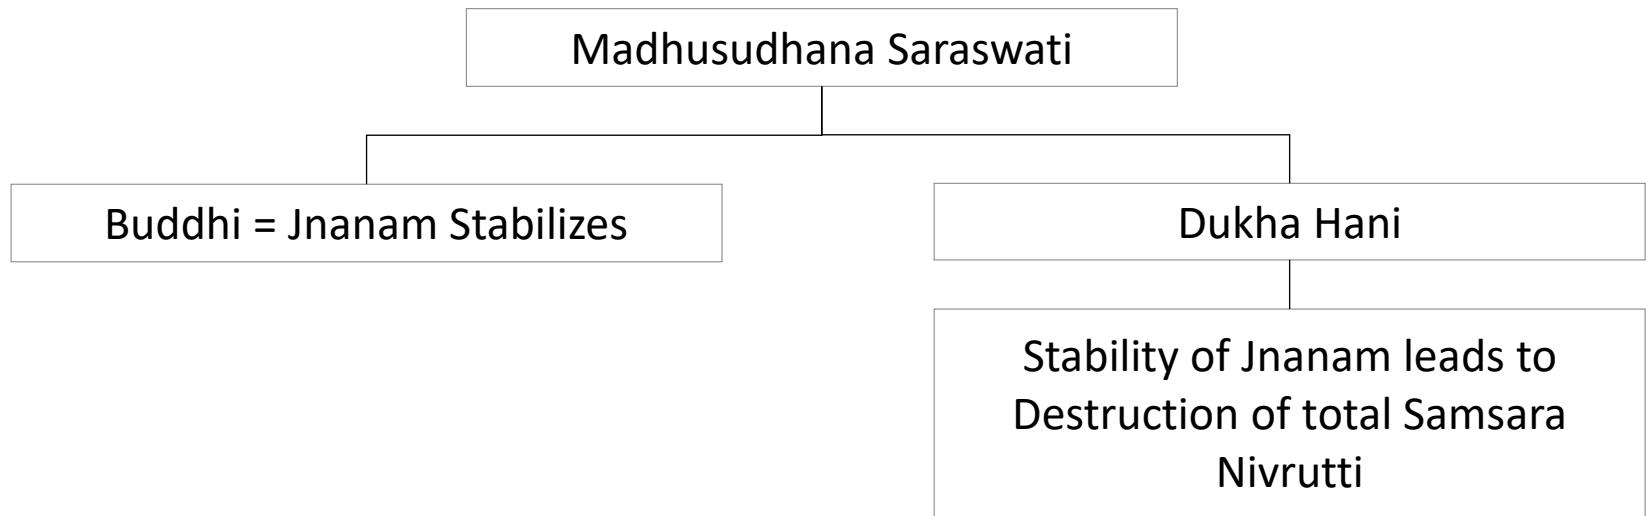 Madhusudhana Saraswati
Buddhi = Jnanam Stabilizes
Dukha Hani
Stability of Jnanam leads to
Destruction of total Samsara
Nivrutti